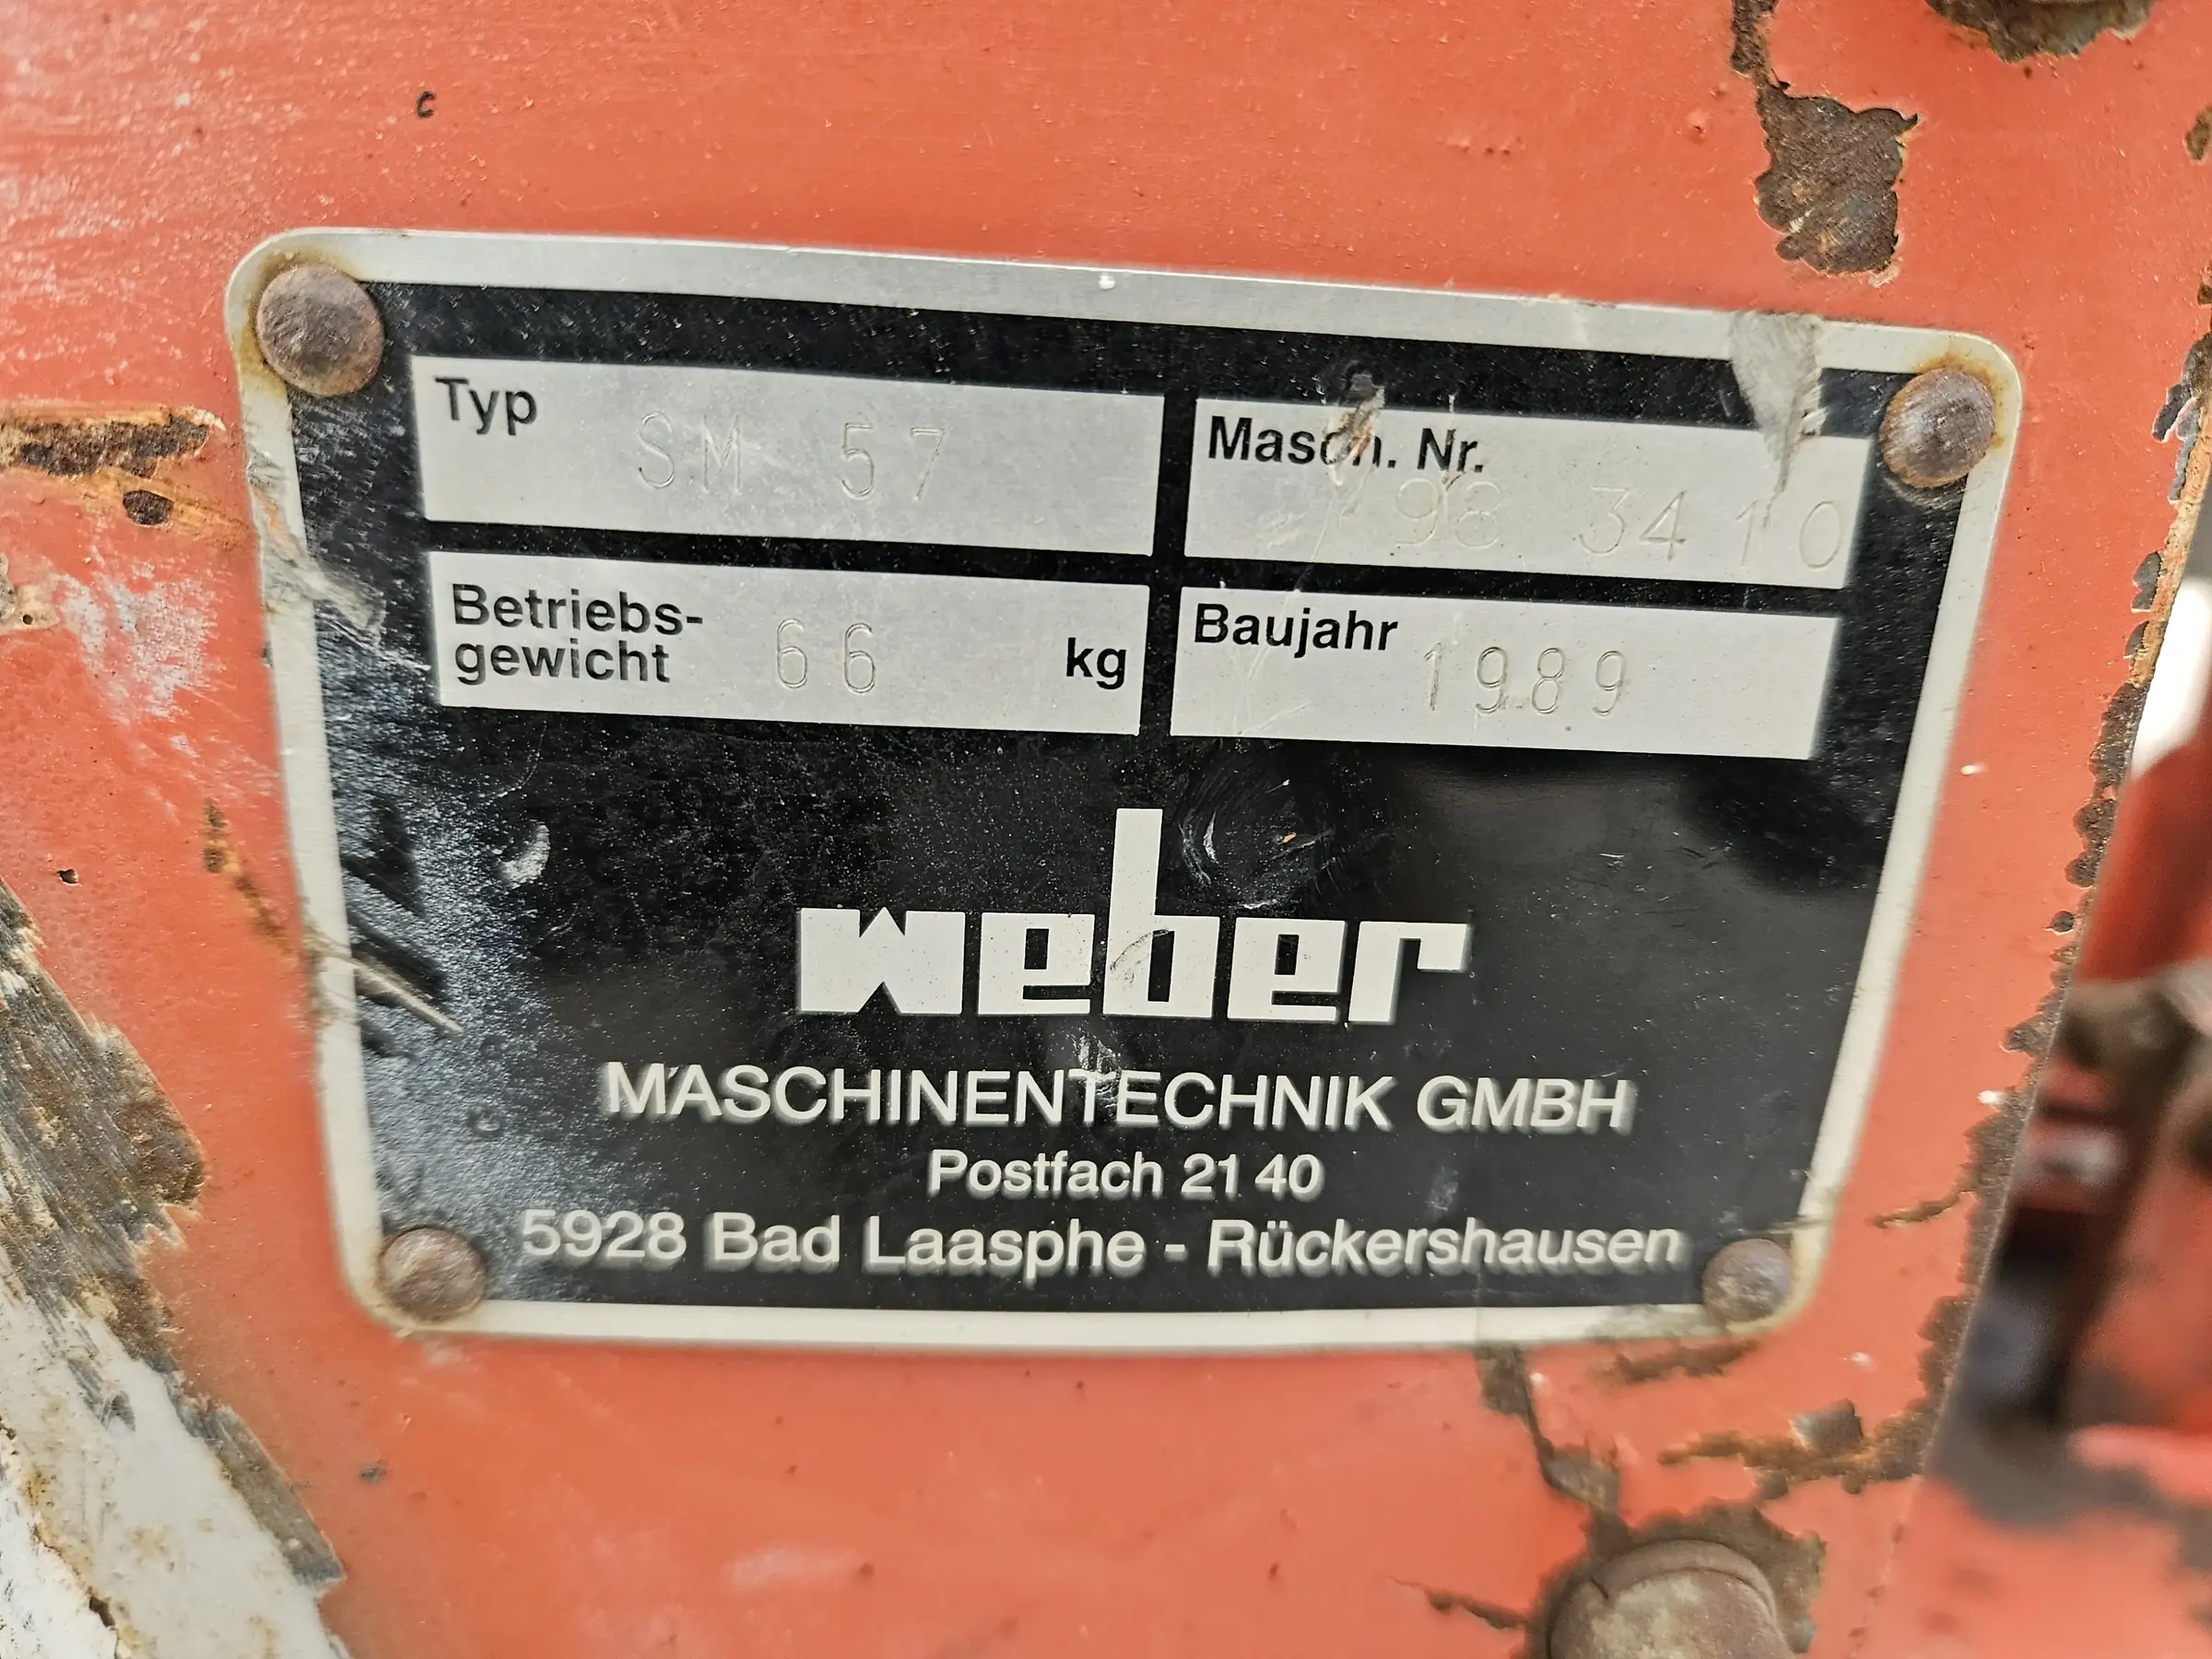 Typ SM 57
Masch. Nr. 98 3410
Betriebs-
gewicht 66 kg
Baujahr 1989
weber
MASCHINENTECHNIK GMBH
Postfach 21 40
5928 Bad Laasphe - Rückershausen